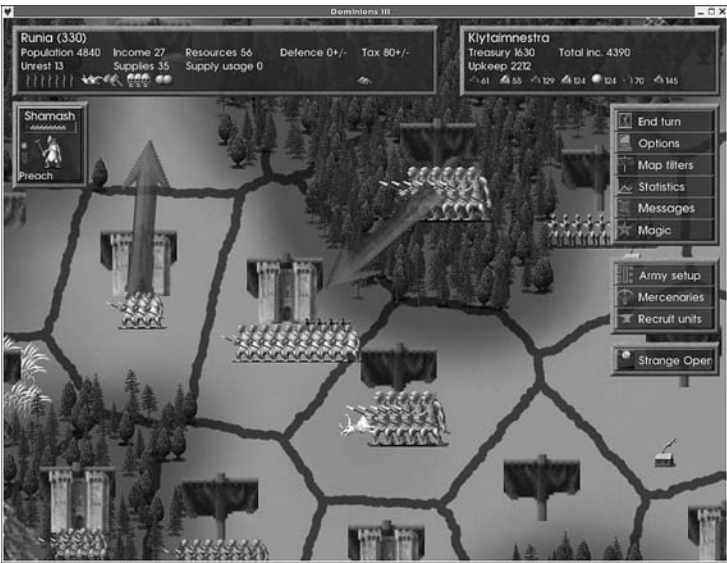 Dominions III
Runia (330)
Population 4840 Income 27 Resources 56 Defence 0+/- Tax 80+/-
Unrest 13 Supplies 35 Supply usage 0
Klytaimnestra
Treasury 1630 Total inc. 4390
Upkeep 2212
61 55 129 124 124 70 145
Shamash
Preach
End turn
Options
Map filters
Statistics
Messages
Magic
Army setup
Mercenaries
Recruit units
Strange Oper